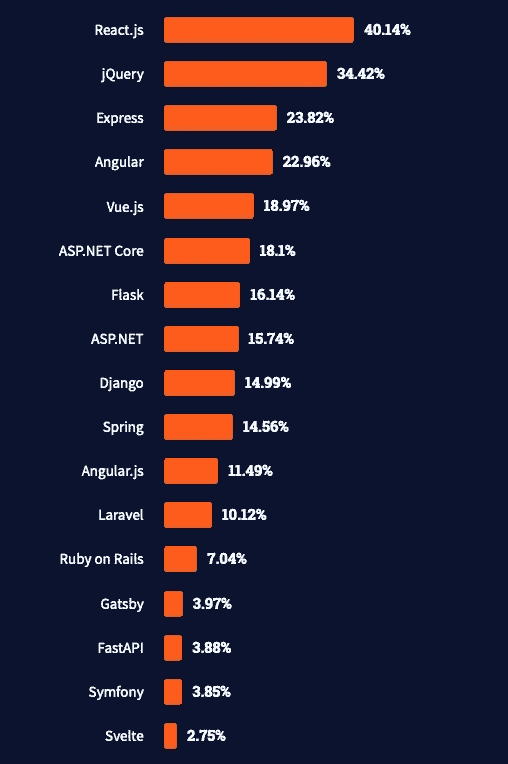 React.js 40.14%
jQuery 34.42%
Express 23.82%
Angular 22.96%
Vue.js 18.97%
ASP.NET Core 18.1%
Flask 16.14%
ASP.NET 15.74%
Django 14.99%
Spring 14.56%
Angular.js 11.49%
Laravel 10.12%
Ruby on Rails 7.04%
Gatsby 3.97%
FastAPI 3.88%
Symfony 3.85%
Svelte 2.75%